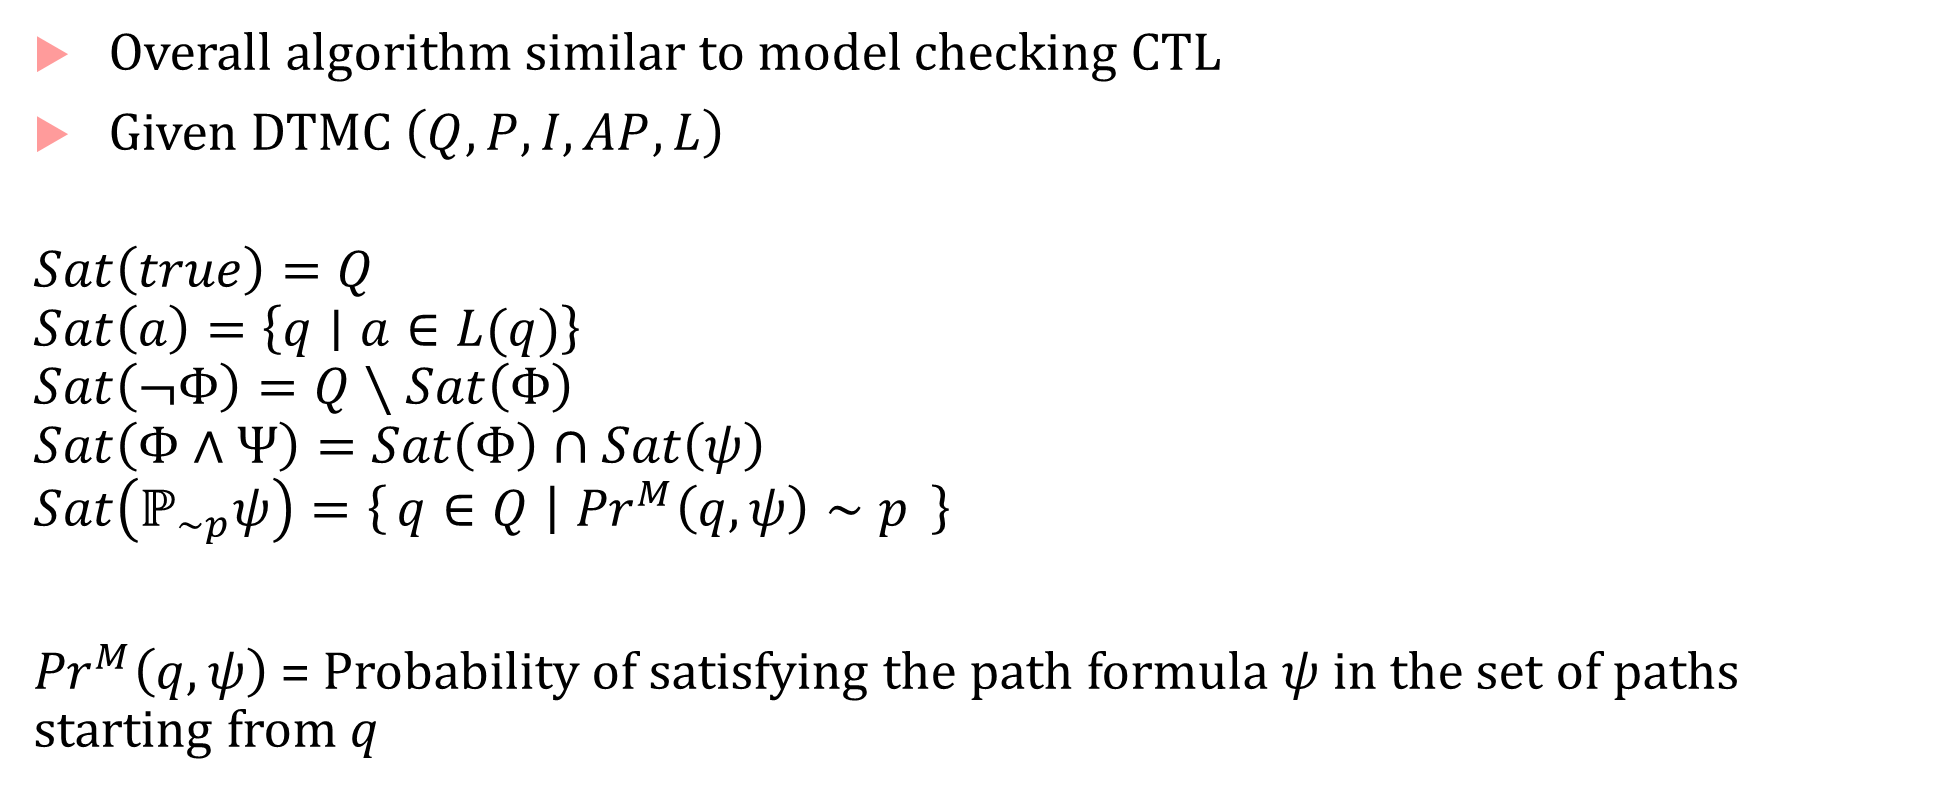 Overall algorithm similar to model checking CTL
Given DTMC (Q, P, I, AP, L)
Sat(true) = Q
Sat(a) = {q ∣ a ∈ L(q)}
Sat(¬Φ) = Q ∖ Sat(Φ)
Sat(Φ ∧ Ψ) = Sat(Φ) ∩ Sat(ψ)
Sat(ℙ_{∼p}ψ) = { q ∈ Q | Pr^M(q, ψ) ∼ p }
Pr^M(q, ψ) = Probability of satisfying the path formula ψ in the set of paths
starting from q